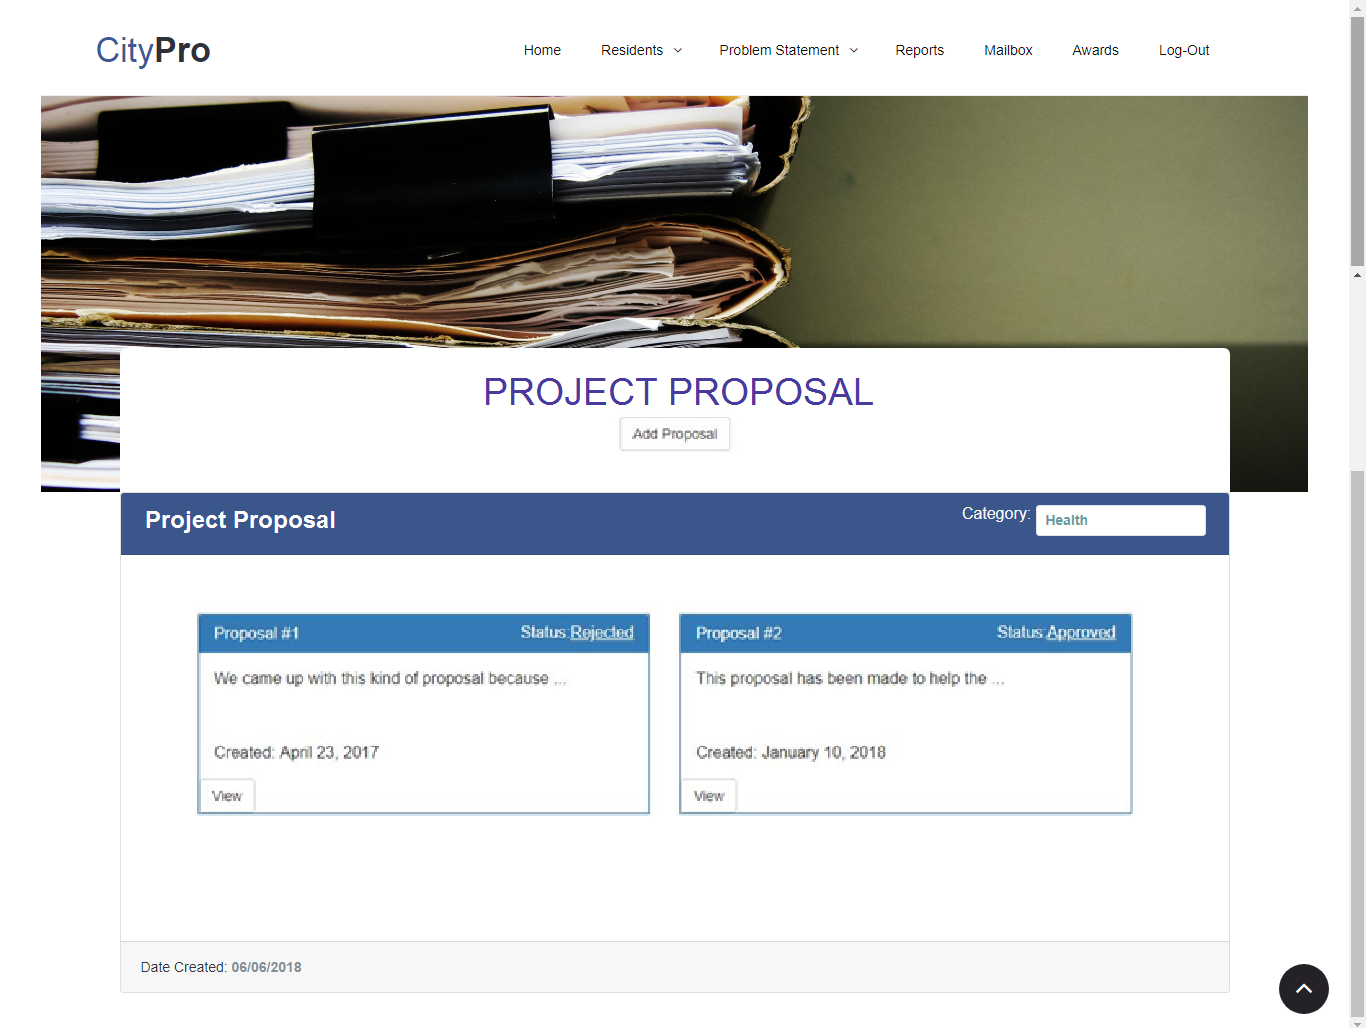 CityPro
Home Residents Problem Statement Reports Mailbox Awards Log-Out
PROJECT PROPOSAL
Add Proposal
Project Proposal
Category: Health
Proposal #1 Status:Rejected
We came up with this kind of proposal because ...
Created: April 23, 2017
View
Proposal #2 Status:Approved
This proposal has been made to help the ...
Created: January 10, 2018
View
Date Created: 06/06/2018